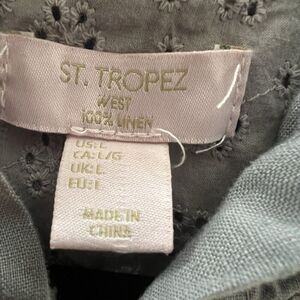 ST. TROPEZ
WEST
100% LINEN
US: L
CA: L/G
UK: L
EU: L
MADE IN
CHINA